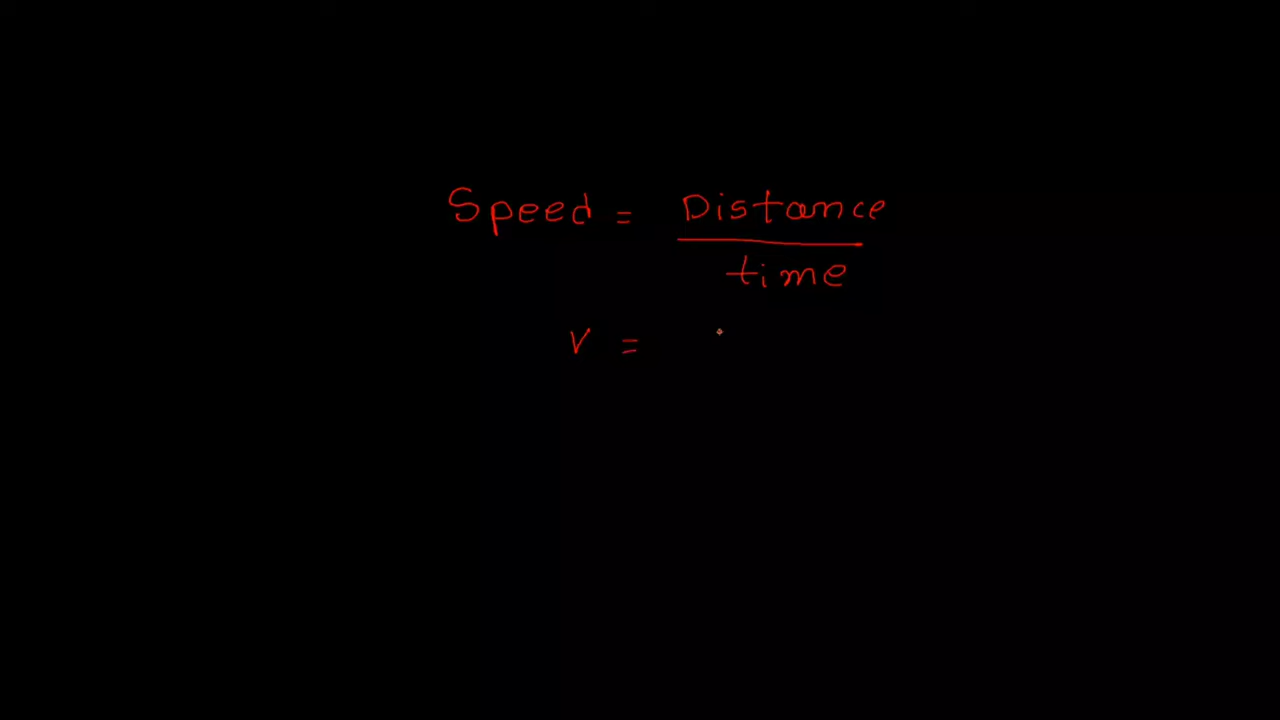 Speed = Distance
time
v =